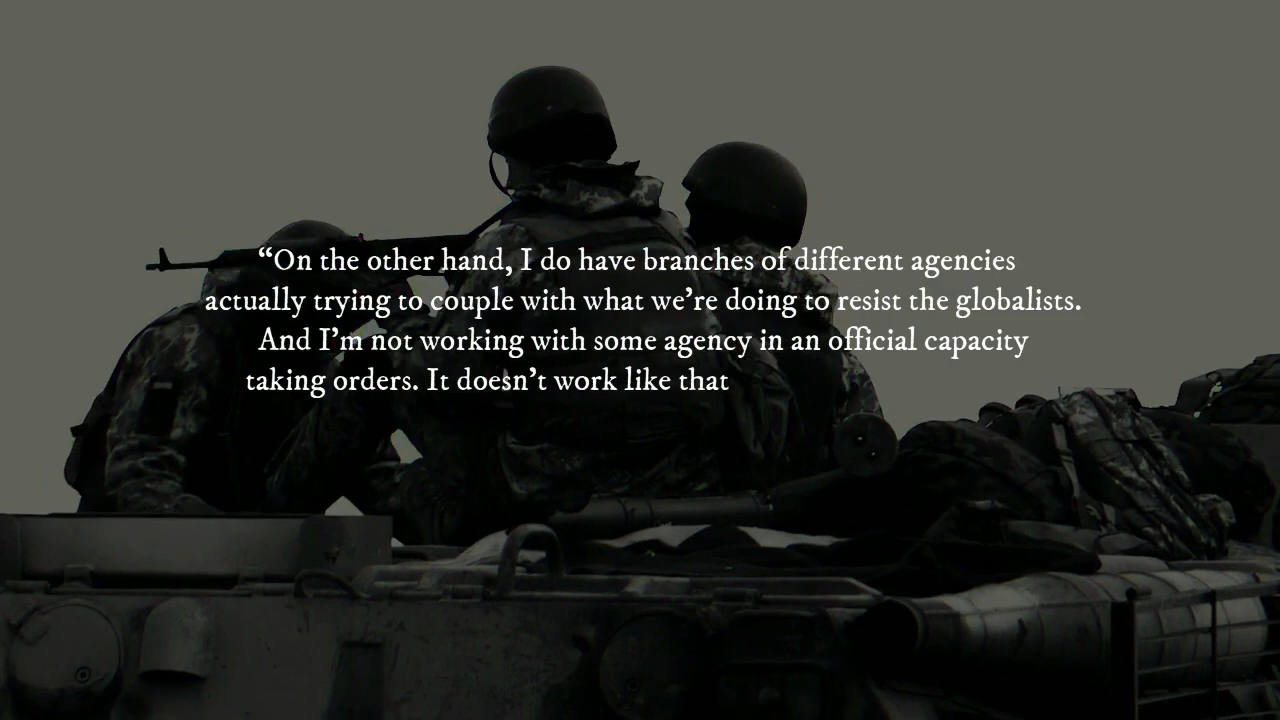 “On the other hand, I do have branches of different agencies
actually trying to couple with what we’re doing to resist the globalists.
And I’m not working with some agency in an official capacity
taking orders. It doesn’t work like that